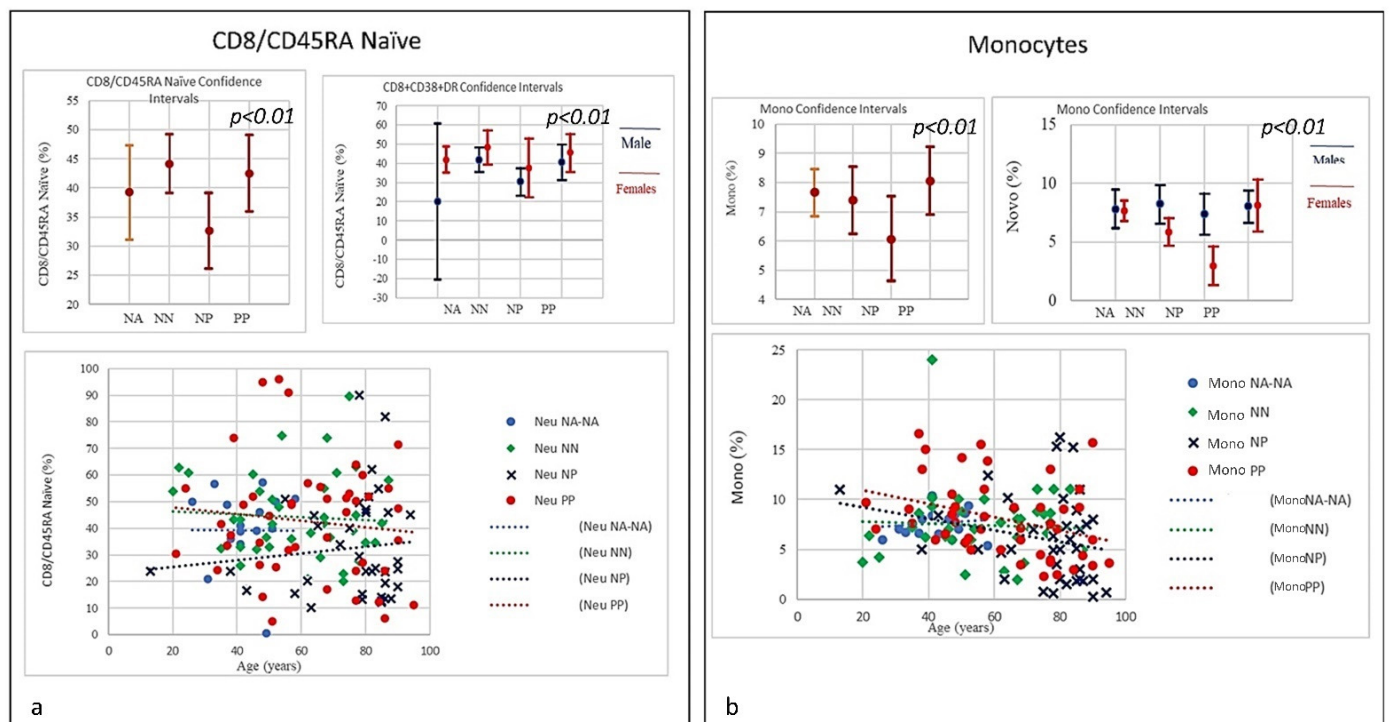 CD8/CD45RA Naïve
CD8/CD45RA Naïve Confidence
Intervals
p<0.01
CD8/CD45RA Naïve (%)
55
50
45
40
35
30
25
20
NA NN NP PP
CD8+CD38+DR Confidence Intervals
p<0.01
CD8/CD45RA Naïve (%)
70
60
50
40
30
20
10
0
-10
-20
-30
NA NN NP PP
Male
Females
CD8/CD45RA Naïve (%)
100
90
80
70
60
50
40
30
20
10
0
0 20 40 60 80 100
Age (years)
Neu NA-NA
Neu NN
Neu NP
Neu PP
(Neu NA-NA)
(Neu NN)
(Neu NP)
(Neu PP)
a
Monocytes
Mono Confidence Intervals
p<0.01
Mono (%)
10
9
8
7
6
5
4
NA NN NP PP
Mono Confidence Intervals
p<0.01
Novo (%)
15
10
5
0
NA NN NP PP
Males
Females
Mono (%)
25
20
15
10
5
0
0 20 40 60 80 100
Age (years)
Mono NA-NA
Mono NN
Mono NP
Mono PP
(MonoNA-NA)
(MonoNN)
(MonoNP)
(MonoPP)
b